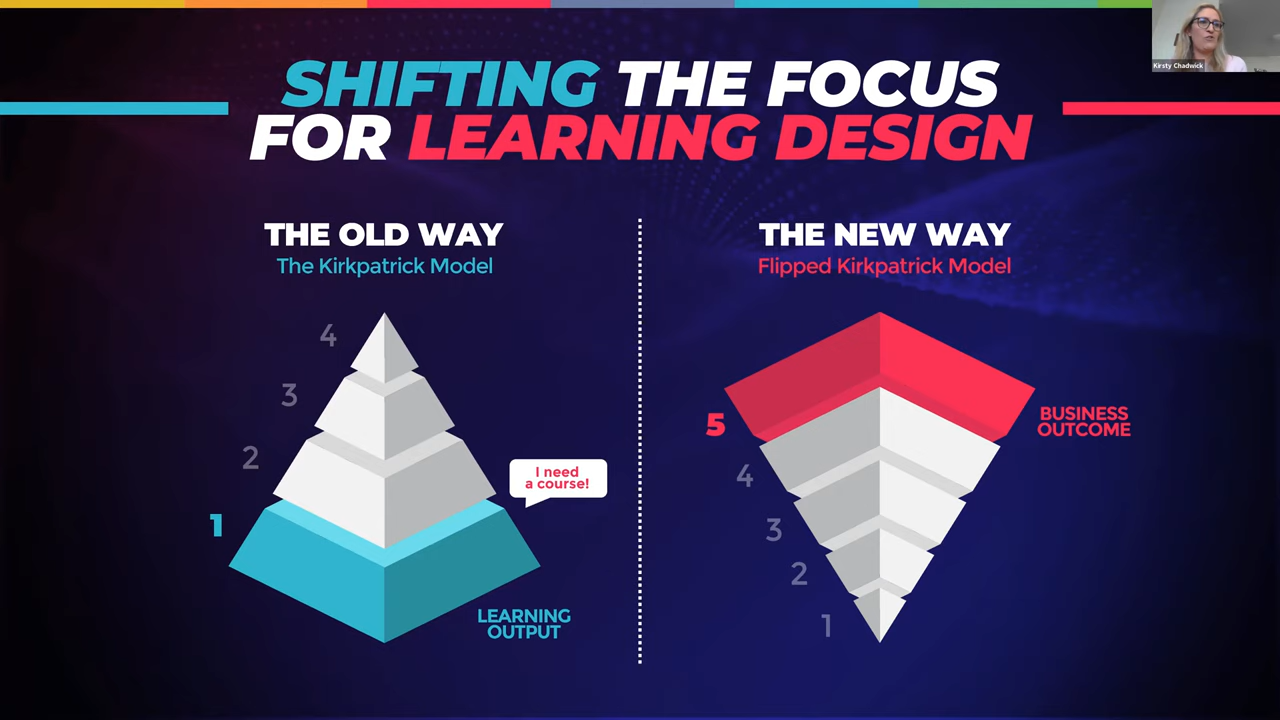 Kirsty Chadwick
SHIFTING THE FOCUS
FOR LEARNING DESIGN
THE OLD WAY
The Kirkpatrick Model
4
3
2
1
I need
a course!
LEARNING
OUTPUT
THE NEW WAY
Flipped Kirkpatrick Model
5
BUSINESS
OUTCOME
4
3
2
1